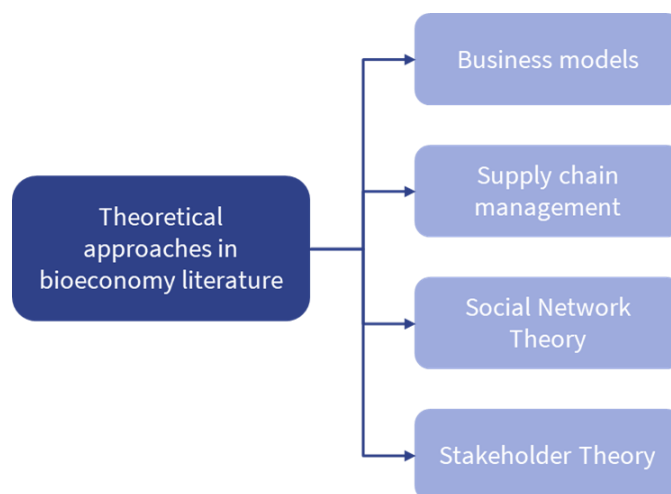 Theoretical
approaches in
bioeconomy literature
Business models
Supply chain
management
Social Network
Theory
Stakeholder Theory